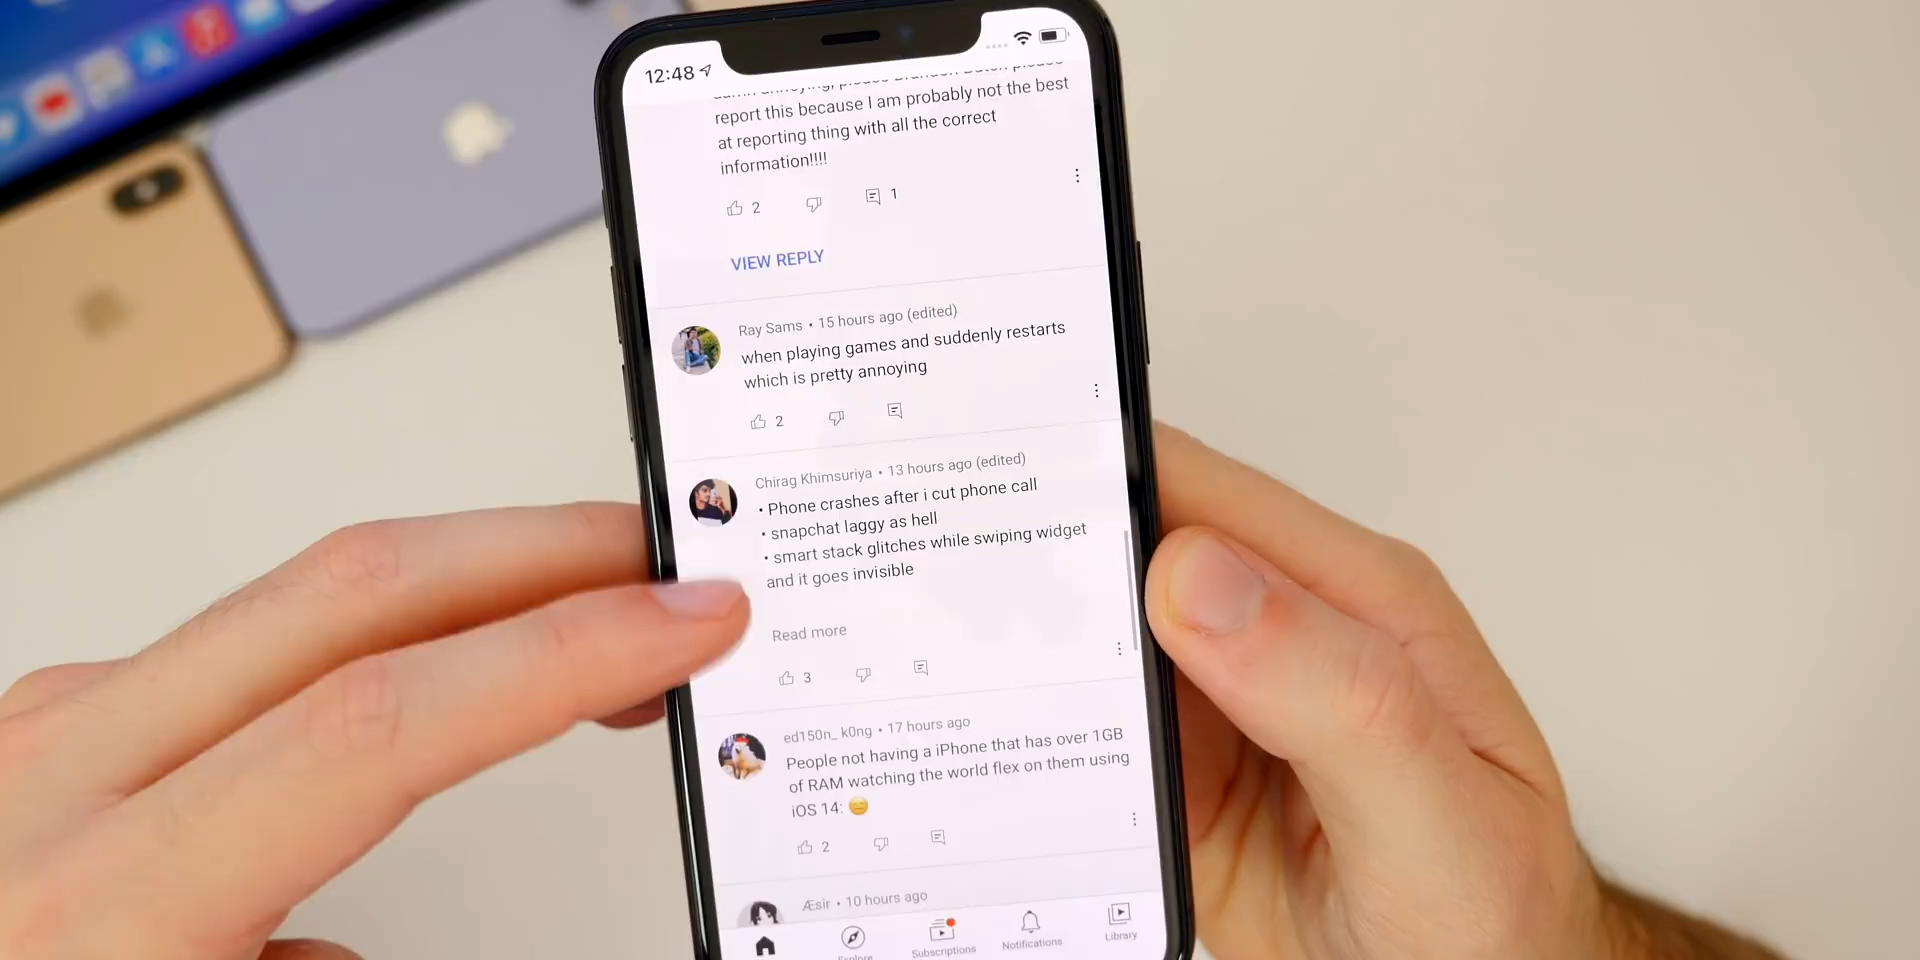 12:48
report this because I am probably not the best
at reporting thing with all the correct
information!!!!
2
1
VIEW REPLY
Ray Sams • 15 hours ago (edited)
when playing games and suddenly restarts
which is pretty annoying
2
Chirag Khimsuriya • 13 hours ago (edited)
• Phone crashes after i cut phone call
• snapchat laggy as hell
• smart stack glitches while swiping widget
and it goes invisible
Read more
3
ed150n_ k0ng • 17 hours ago
People not having a iPhone that has over 1GB
of RAM watching the world flex on them using
iOS 14: 😑
2
Æsir • 10 hours ago
Explore
Subscriptions
Notifications
Library